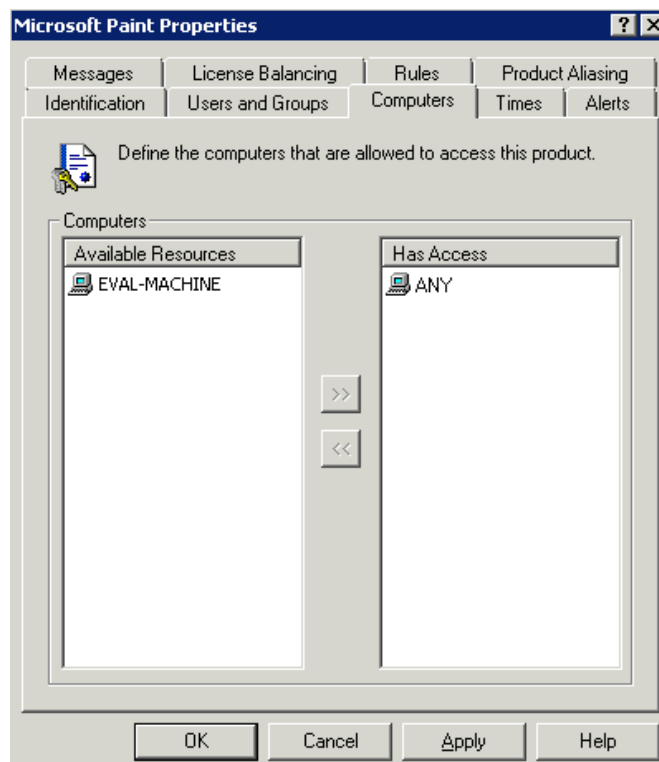 Microsoft Paint Properties ? X
Messages License Balancing Rules Product Aliasing
Identification Users and Groups Computers Times Alerts
Define the computers that are allowed to access this product.
Computers
Available Resources Has Access
EVAL-MACHINE ANY
>>
<<
OK Cancel Apply Help